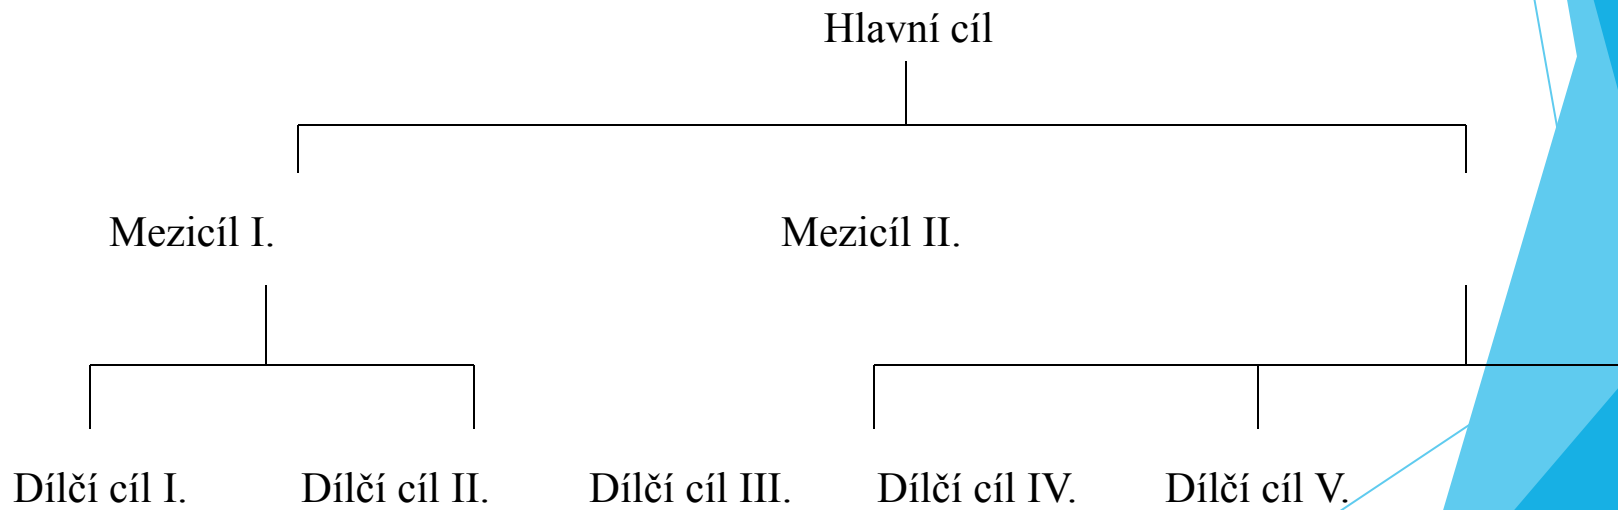 Hlavní cíl
Mezicíl I. Mezicíl II.
Dílčí cíl I. Dílčí cíl II. Dílčí cíl III. Dílčí cíl IV. Dílčí cíl V.